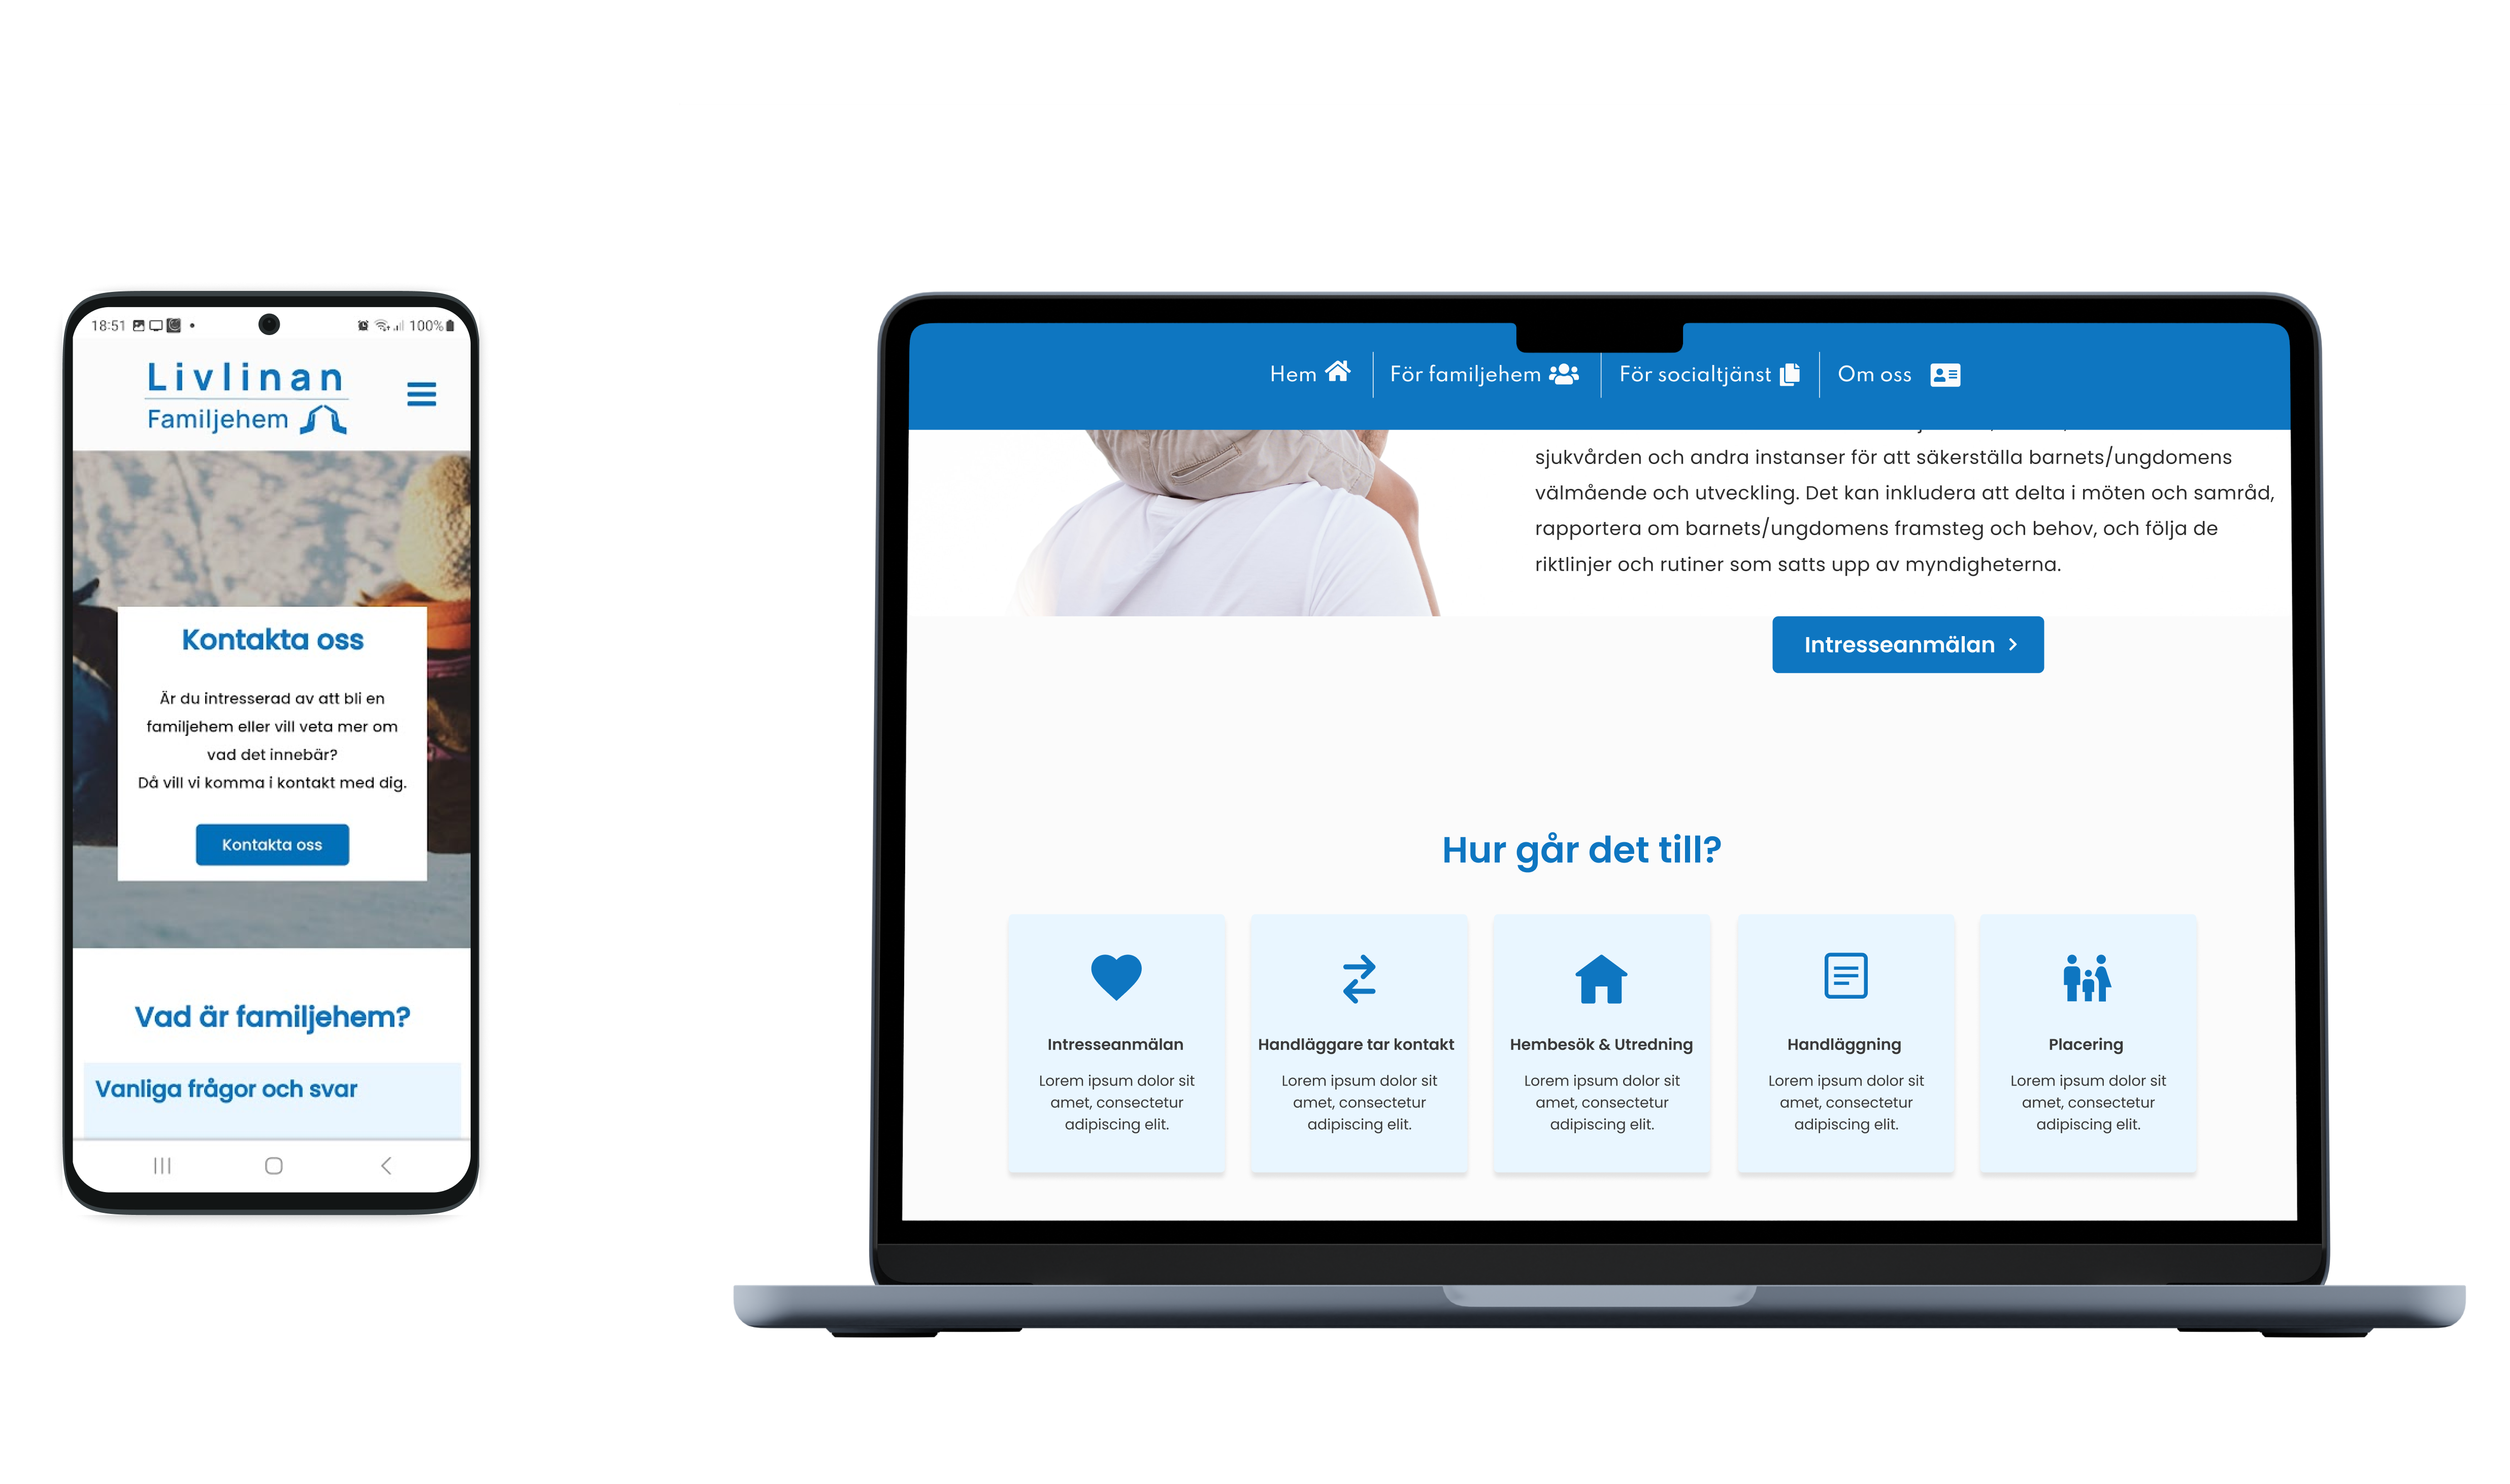 18:51
100%
Livlinan
Familjehem
Kontakta oss
Är du intresserad av att bli en
familjehem eller vill veta mer om
vad det innebär?
Då vill vi komma i kontakt med dig.
Kontakta oss
Vad är familjehem?
Vanliga frågor och svar
Hem
För familjehem
För socialtjänst
Om oss
sjukvården och andra instanser för att säkerställa barnets/ungdomens
välmående och utveckling. Det kan inkludera att delta i möten och samråd,
rapportera om barnets/ungdomens framsteg och behov, och följa de
riktlinjer och rutiner som satts upp av myndigheterna.
Intresseanmälan
Hur går det till?
Intresseanmälan
Lorem ipsum dolor sit
amet, consectetur
adipiscing elit.
Handläggare tar kontakt
Lorem ipsum dolor sit
amet, consectetur
adipiscing elit.
Hembesök & Utredning
Lorem ipsum dolor sit
amet, consectetur
adipiscing elit.
Handläggning
Lorem ipsum dolor sit
amet, consectetur
adipiscing elit.
Placering
Lorem ipsum dolor sit
amet, consectetur
adipiscing elit.